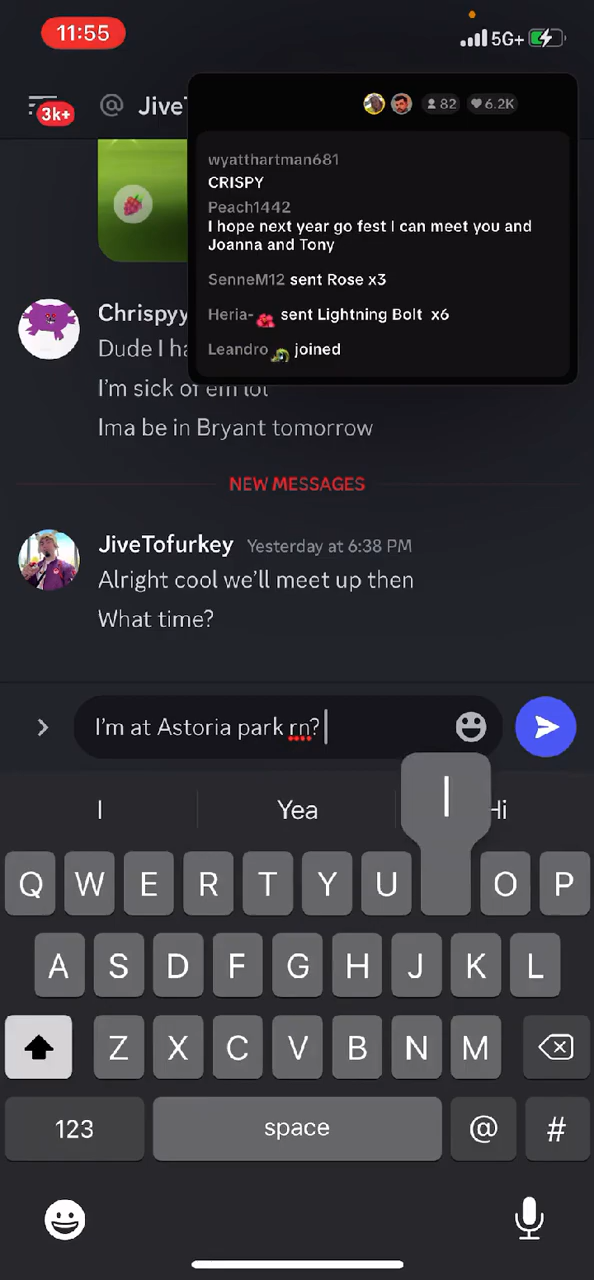 11:55
5G+
3k+
@ Jive
82
6.2K
wyatthartman681
CRISPY
Peach1442
I hope next year go fest I can meet you and
Joanna and Tony
SenneM12 sent Rose x3
Heria- sent Lightning Bolt x6
Leandro joined
Chrispyy
Dude I ha
I'm sick of em lol
Ima be in Bryant tomorrow
NEW MESSAGES
JiveTofurkey Yesterday at 6:38 PM
Alright cool we'll meet up then
What time?
I'm at Astoria park rn?
I Yea Hi
I
Q W E R T Y U O P
A S D F G H J K L
Z X C V B N M
123 space @ #